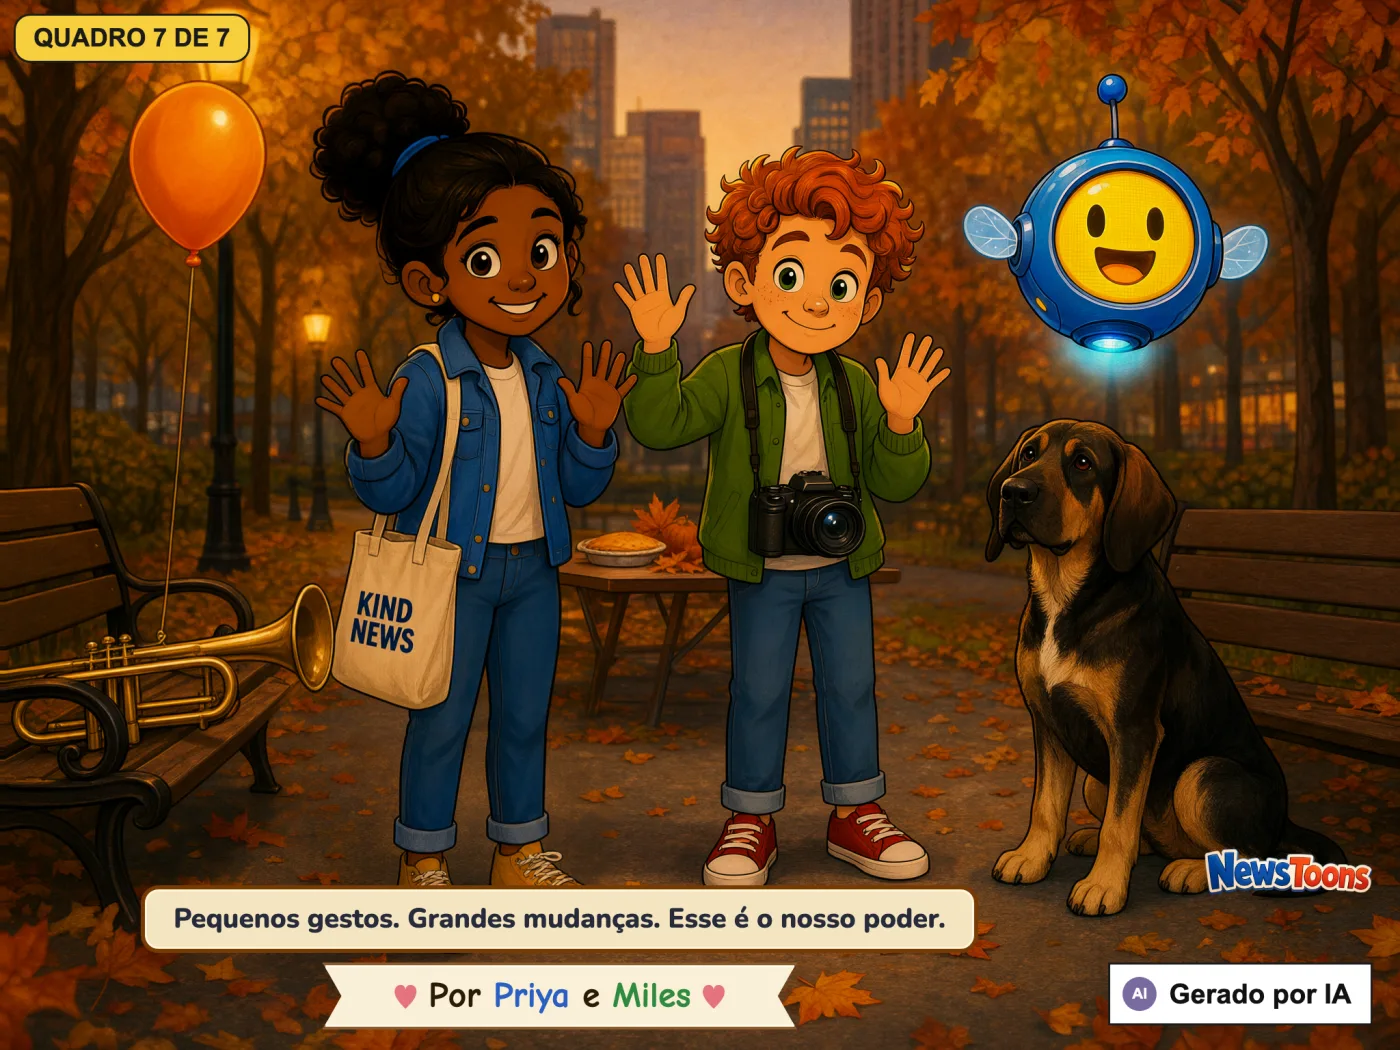 QUADRO 7 DE 7
KIND
NEWS
NewsToons
Pequenos gestos. Grandes mudanças. Esse é o nosso poder.
Por Priya e Miles
AI Gerado por IA